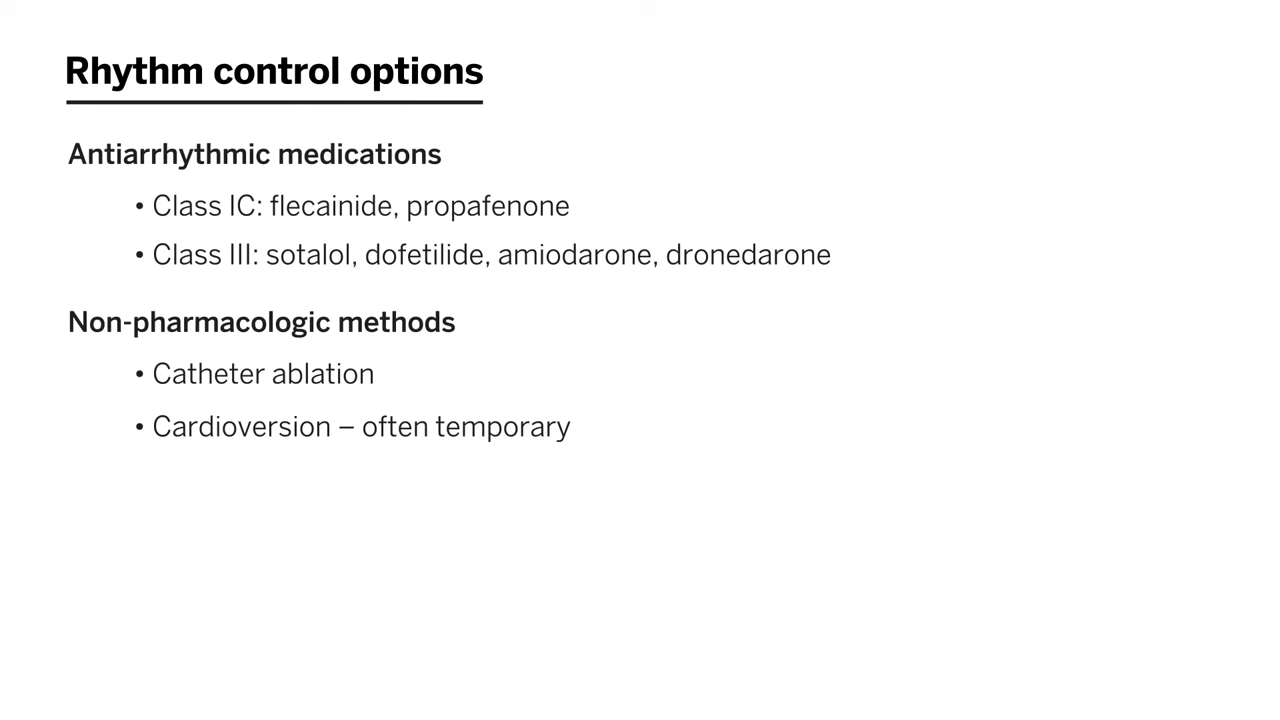 Rhythm control options
Antiarrhythmic medications
• Class IC: flecainide, propafenone
• Class III: sotalol, dofetilide, amiodarone, dronedarone
Non-pharmacologic methods
• Catheter ablation
• Cardioversion – often temporary